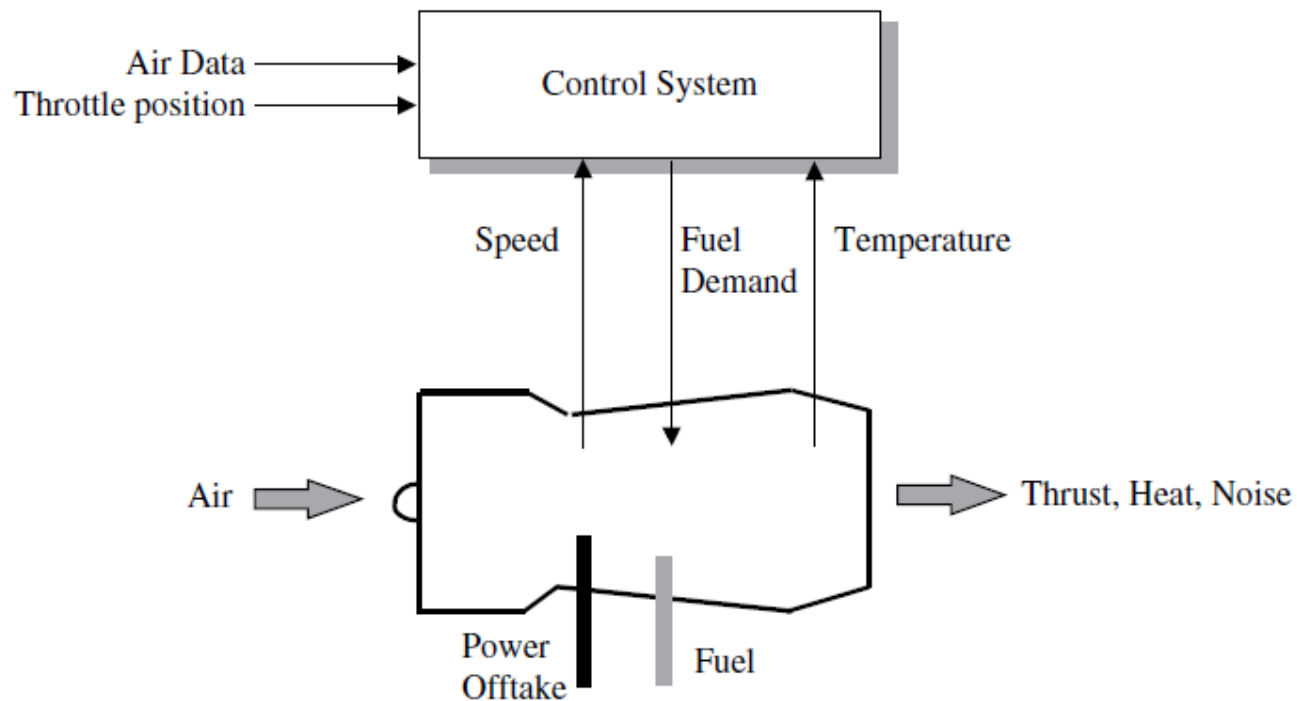 Air Data
Throttle position
Control System
Speed
Fuel
Demand
Temperature
Air
Thrust, Heat, Noise
Power
Offtake
Fuel